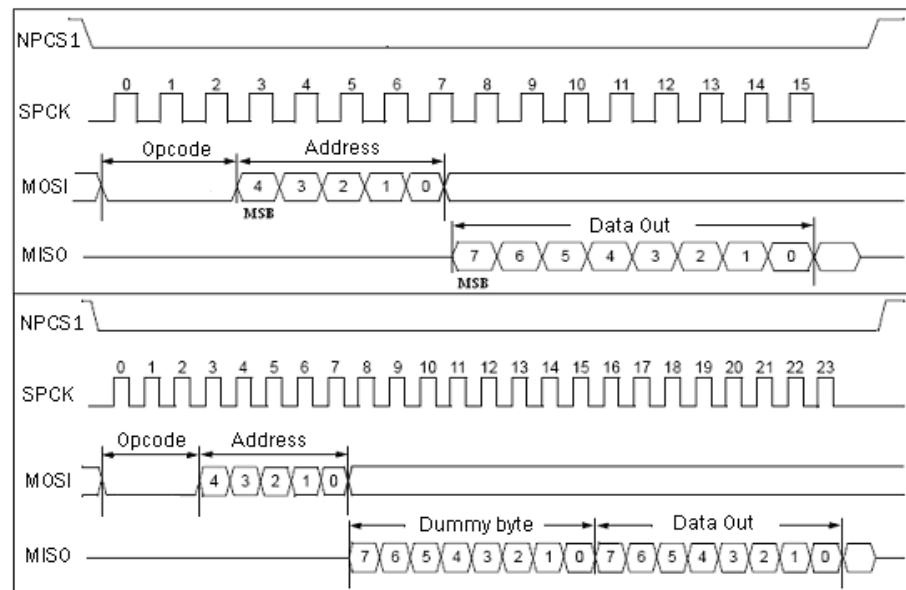 NPCS1
0 1 2 3 4 5 6 7 8 9 10 11 12 13 14 15
SPCK
Opcode Address
MOSI 4 3 2 1 0
MSB
Data Out
MISO 7 6 5 4 3 2 1 0
MSB
NPCS1
0 1 2 3 4 5 6 7 8 9 10 11 12 13 14 15 16 17 18 19 20 21 22 23
SPCK
Opcode Address
MOSI 4 3 2 1 0
Dummy byte Data Out
MISO 7 6 5 4 3 2 1 0 7 6 5 4 3 2 1 0